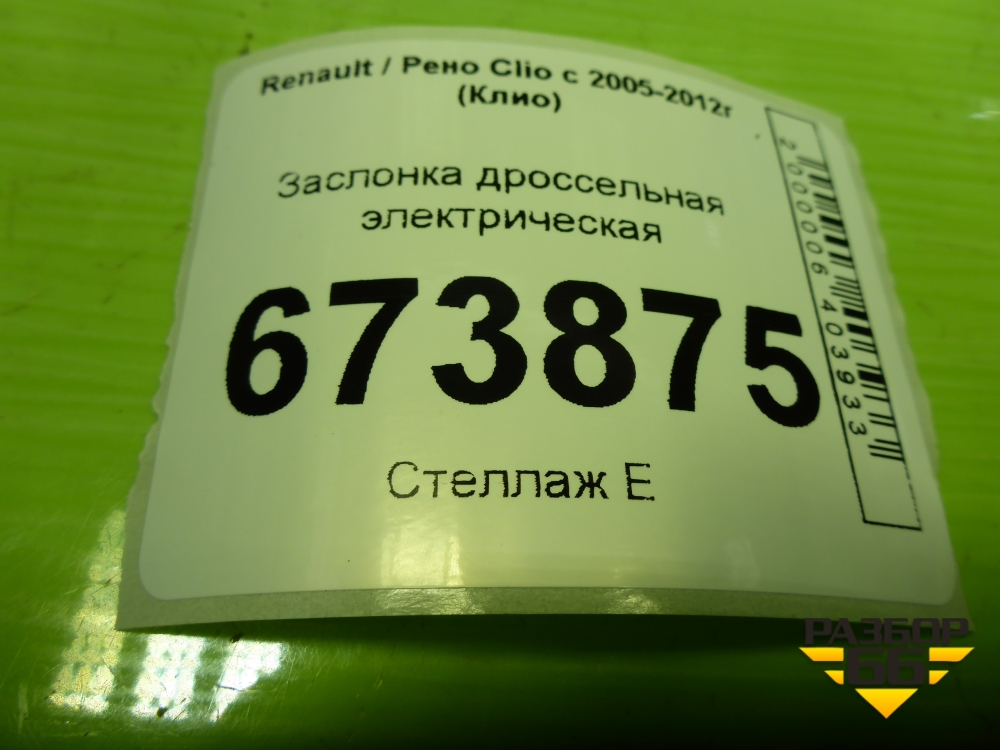 Renault / Рено Clio с 2005-2012г
(Клио)
Заслонка дроссельная
электрическая
673875
Стеллаж Е
2000006403933
РАЗБОР
66